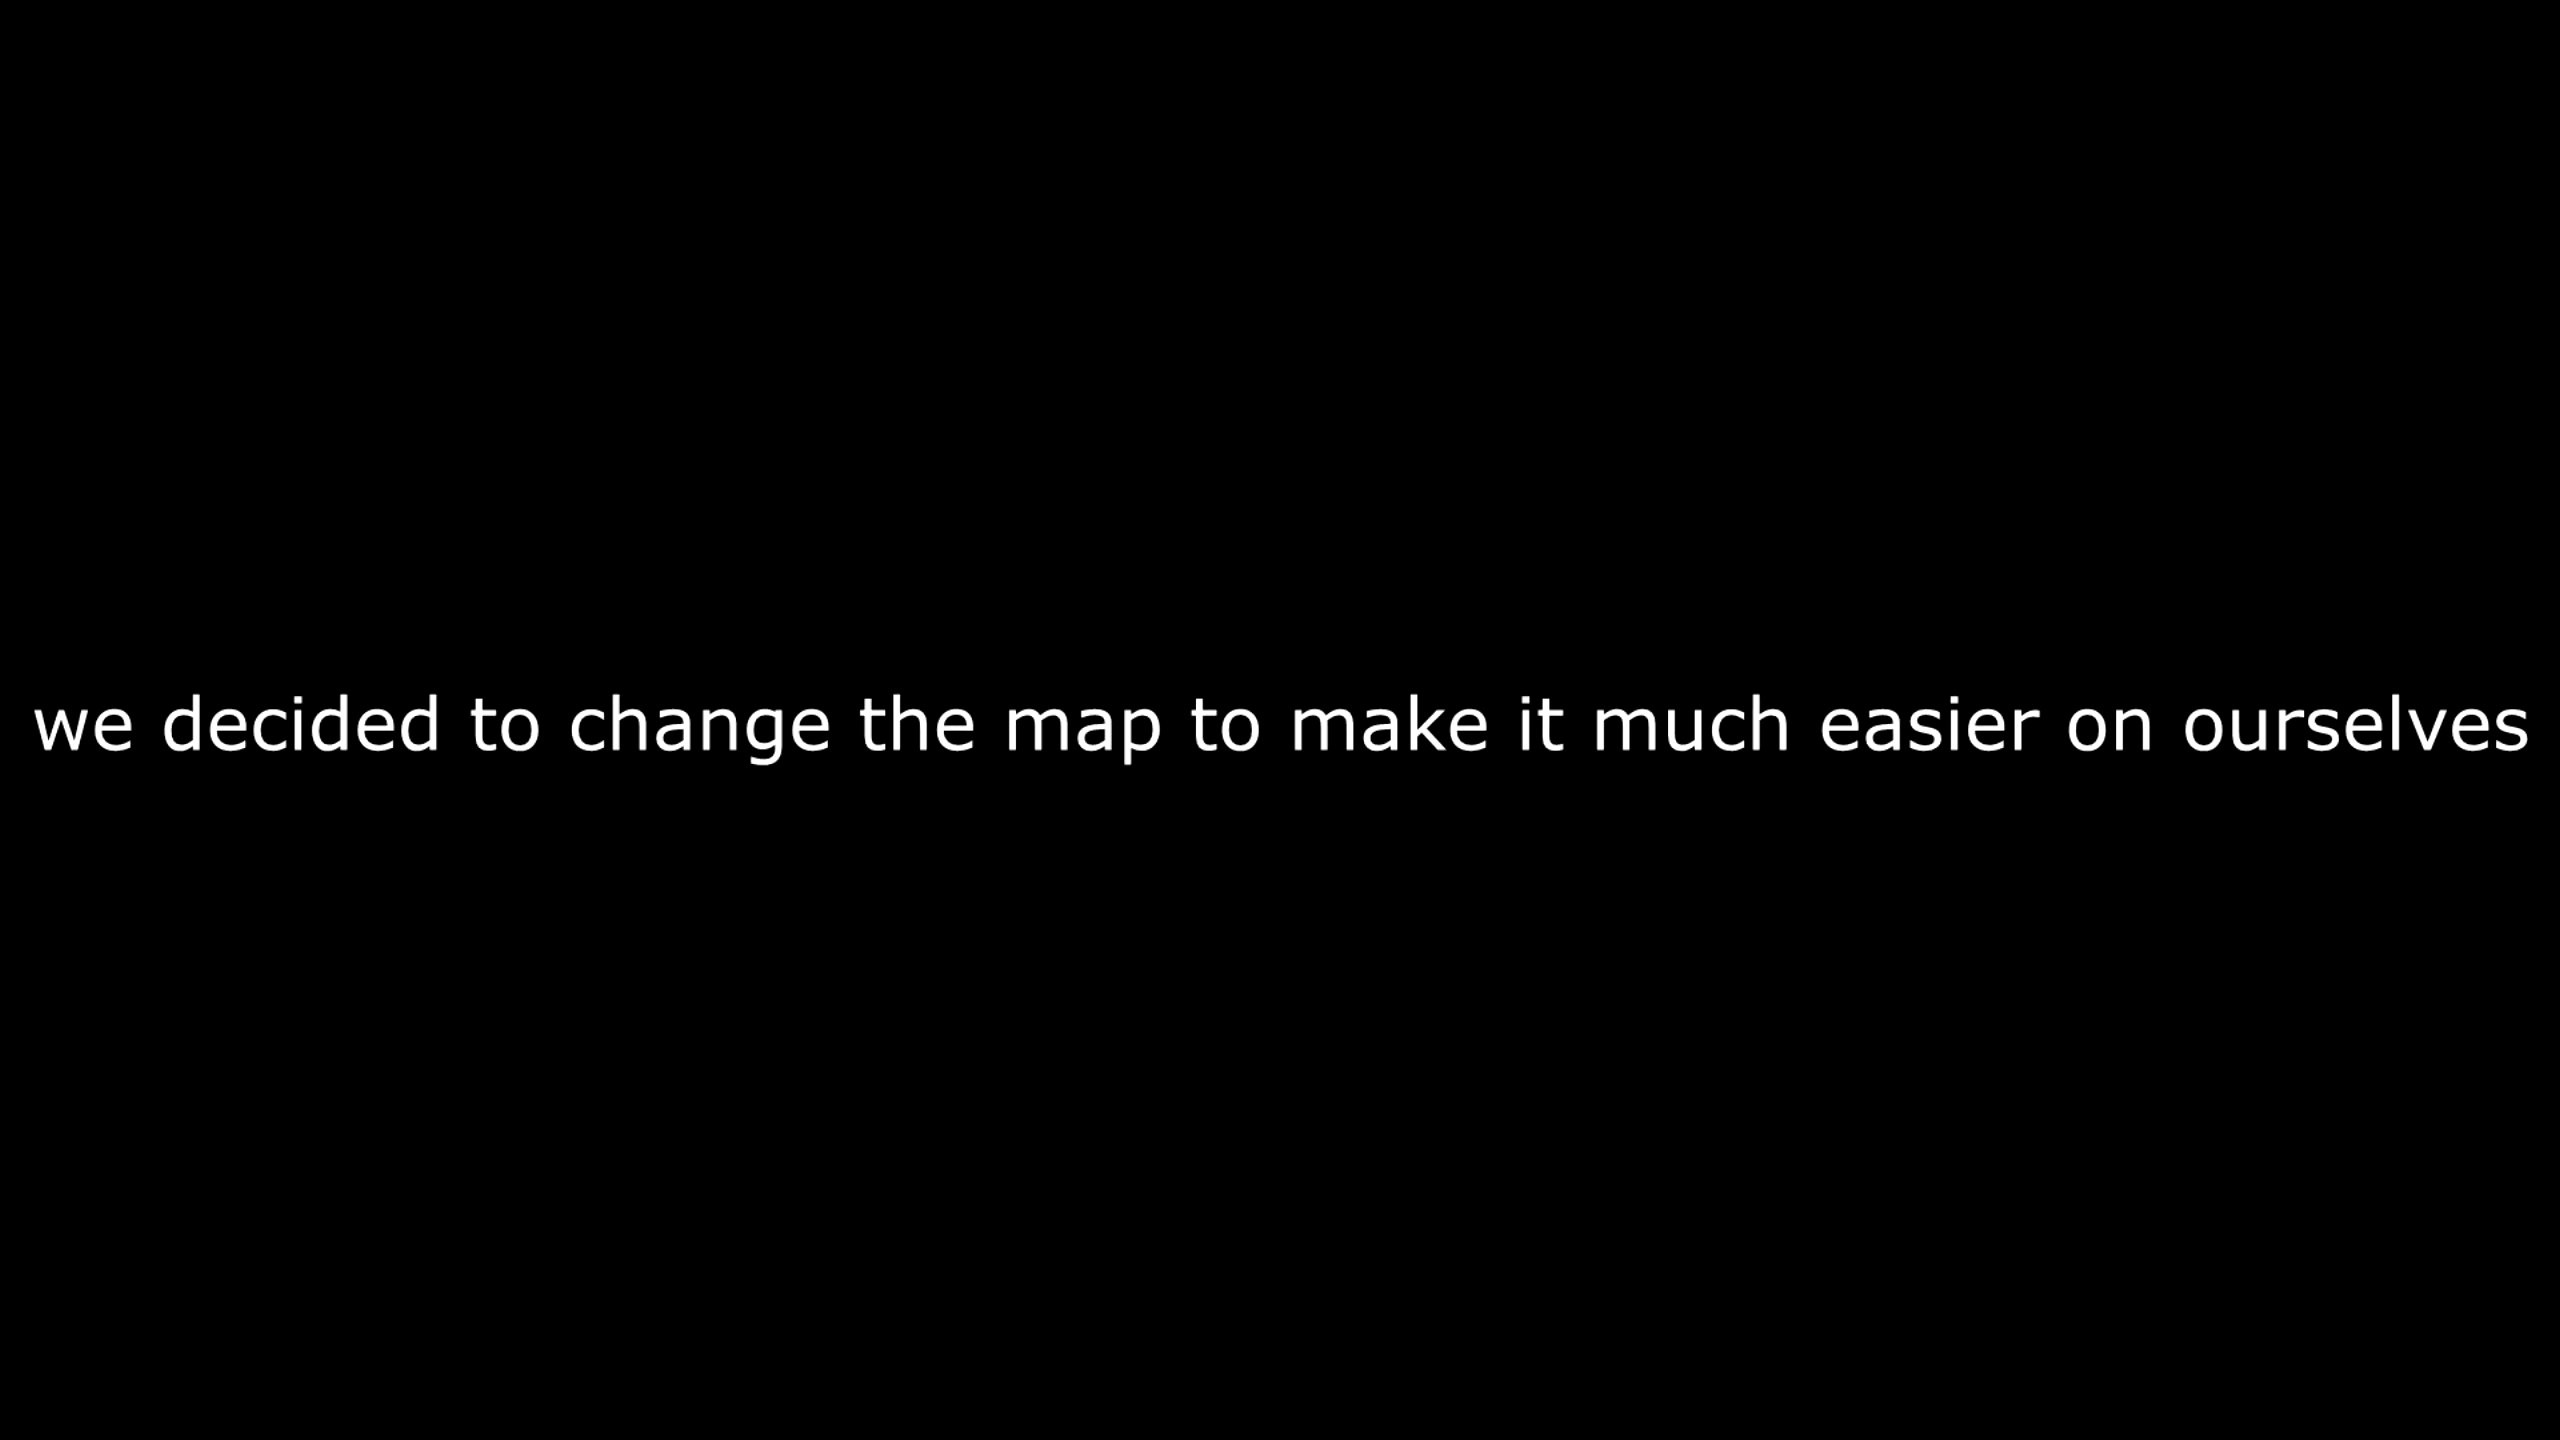 we decided to change the map to make it much easier on ourselves